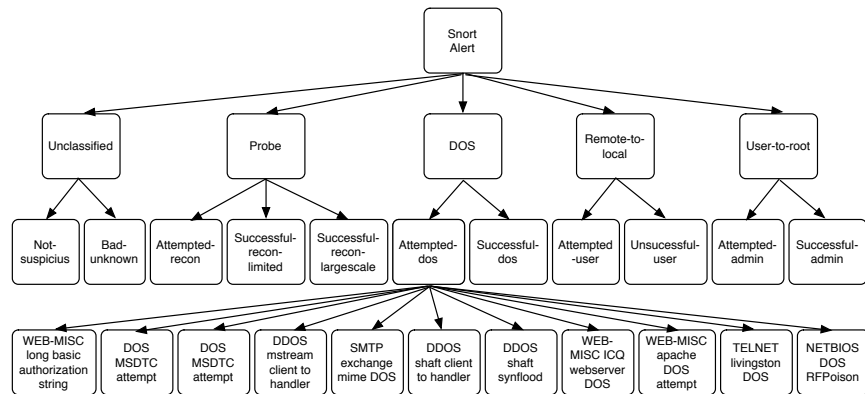 Snort
Alert
Unclassified
Probe
DOS
Remote-to-
local
User-to-root
Not-
suspicius
Bad-
unknown
Attempted-
recon
Successful-
recon-
limited
Successful-
recon-
largescale
Attempted-
dos
Successful-
dos
Attempted
-user
Unsucessful-
user
Attempted-
admin
Successful-
admin
WEB-MISC
long basic
authorization
string
DOS
MSDTC
attempt
DOS
MSDTC
attempt
DDOS
mstream
client to
handler
SMTP
exchange
mime DOS
DDOS
shaft client
to handler
DDOS
shaft
synflood
WEB-
MISC ICQ
webserver
DOS
WEB-MISC
apache
DOS
attempt
TELNET
livingston
DOS
NETBIOS
DOS
RFPoison